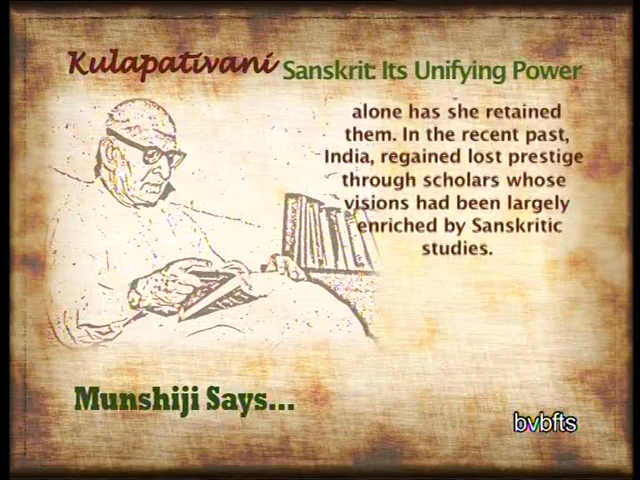 Kulapativani Sanskrit: Its Unifying Power
alone has she retained
them. In the recent past,
India, regained lost prestige
through scholars whose
visions had been largely
enriched by Sanskritic
studies.
Munshiji Says...
bvbfts